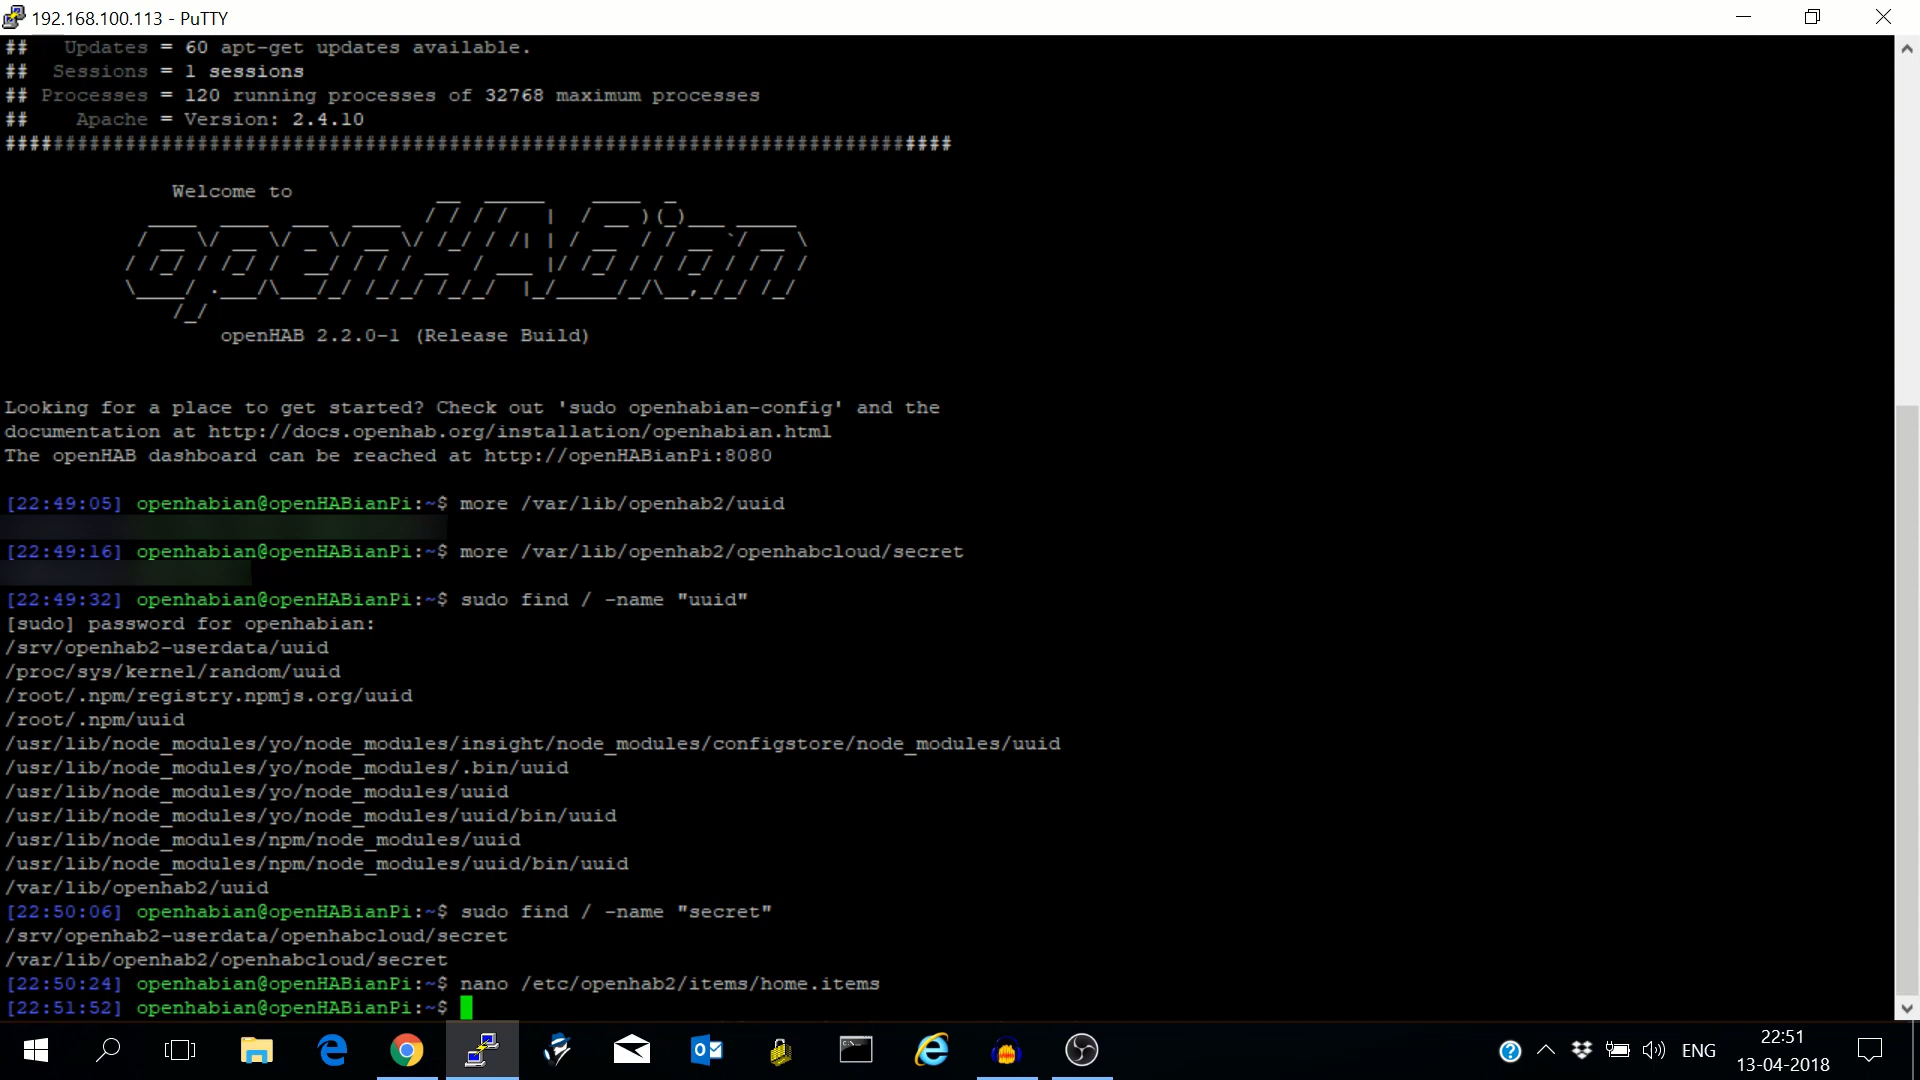 192.168.100.113 - PuTTY
##   Updates = 60 apt-get updates available.
##  Sessions = 1 sessions
## Processes = 120 running processes of 32768 maximum processes
##    Apache = Version: 2.4.10
###############################################################################
Welcome to
openHABian
openHAB 2.2.0-1 (Release Build)
Looking for a place to get started? Check out 'sudo openhabian-config' and the
documentation at http://docs.openhab.org/installation/openhabian.html
The openHAB dashboard can be reached at http://openHABianPi:8080
[22:49:05] openhabian@openHABianPi:~$ more /var/lib/openhab2/uuid
[22:49:16] openhabian@openHABianPi:~$ more /var/lib/openhab2/openhabcloud/secret
[22:49:32] openhabian@openHABianPi:~$ sudo find / -name "uuid"
[sudo] password for openhabian:
/srv/openhab2-userdata/uuid
/proc/sys/kernel/random/uuid
/root/.npm/registry.npmjs.org/uuid
/root/.npm/uuid
/usr/lib/node_modules/yo/node_modules/insight/node_modules/configstore/node_modules/uuid
/usr/lib/node_modules/yo/node_modules/.bin/uuid
/usr/lib/node_modules/yo/node_modules/uuid
/usr/lib/node_modules/yo/node_modules/uuid/bin/uuid
/usr/lib/node_modules/npm/node_modules/uuid
/usr/lib/node_modules/npm/node_modules/uuid/bin/uuid
/var/lib/openhab2/uuid
[22:50:06] openhabian@openHABianPi:~$ sudo find / -name "secret"
/srv/openhab2-userdata/openhabcloud/secret
/var/lib/openhab2/openhabcloud/secret
[22:50:24] openhabian@openHABianPi:~$ nano /etc/openhab2/items/home.items
[22:51:52] openhabian@openHABianPi:~$
ENG
22:51
13-04-2018